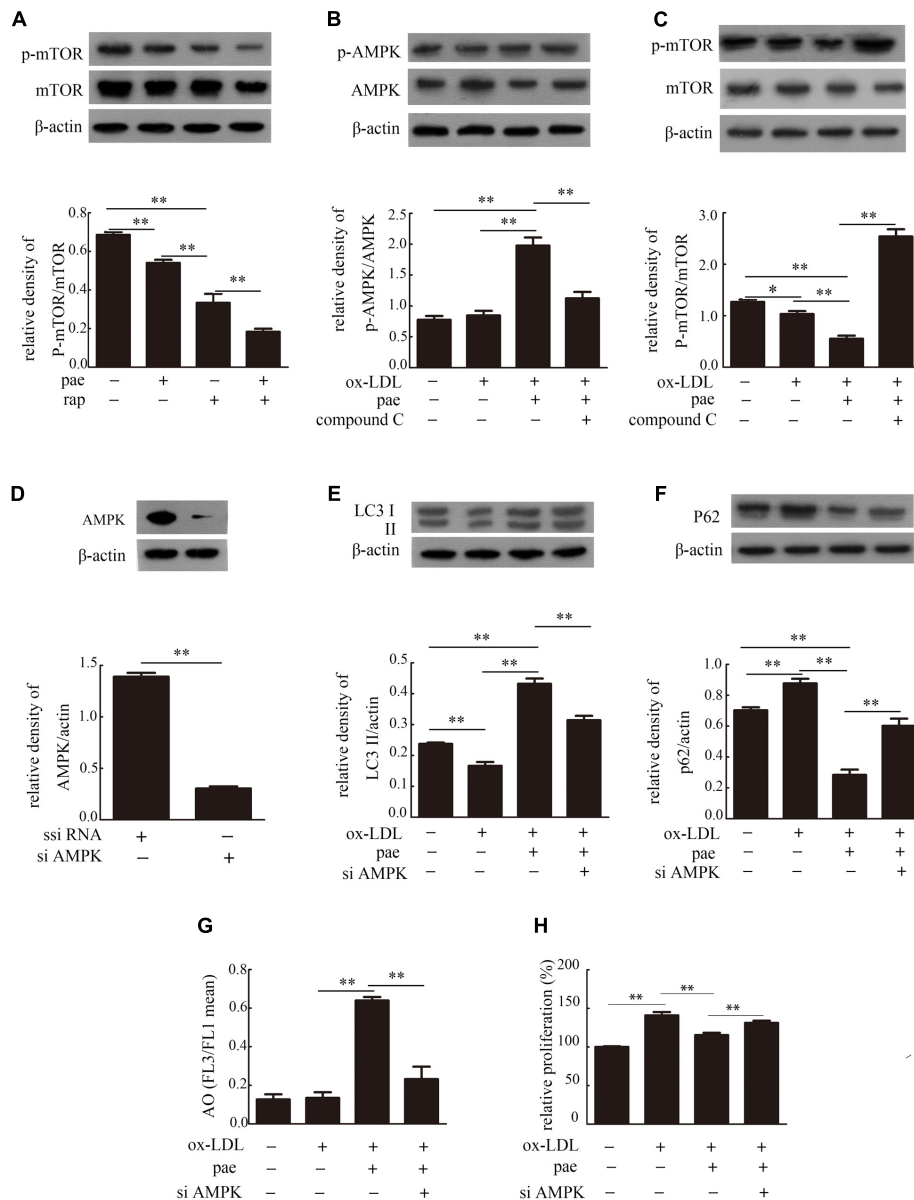 A
p-mTOR
mTOR
β-actin
relative density of
P-mTOR/mTOR
0.8
0.6
0.4
0.2
0.0
**
**
**
**
pae – + – +
rap – – + +
B
p-AMPK
AMPK
β-actin
relative density of
p-AMPK/AMPK
2.5
2.0
1.5
1.0
0.5
0.0
**
**
**
ox-LDL – + + +
pae – – + +
compound C – – – +
C
p-mTOR
mTOR
β-actin
relative density of
P-mTOR/mTOR
3.0
2.0
1.0
0.0
**
**
*
**
ox-LDL – + + +
pae – – + +
compound C – – – +
D
AMPK
β-actin
relative density of
AMPK/actin
1.5
1.0
1.5
0.0
**
ssi RNA + –
si AMPK – +
E
LC3 I
II
β-actin
relative density of
LC3 II/actin
0.5
0.4
0.3
0.2
0.1
0.0
**
**
**
**
ox-LDL – + + +
pae – – + +
si AMPK – – – +
F
P62
β-actin
relative density of
p62/actin
1.0
0.8
0.6
0.4
0.2
0.0
**
**
**
**
ox-LDL – + + +
pae – – + +
si AMPK – – – +
G
AO (FL3/FL1 mean)
0.8
0.6
0.4
0.2
0.0
**
**
ox-LDL – + + +
pae – – + +
si AMPK – – – +
H
relative proliferation (%)
200
150
100
50
0
**
**
**
ox-LDL – + + +
pae – – + +
si AMPK – – – +